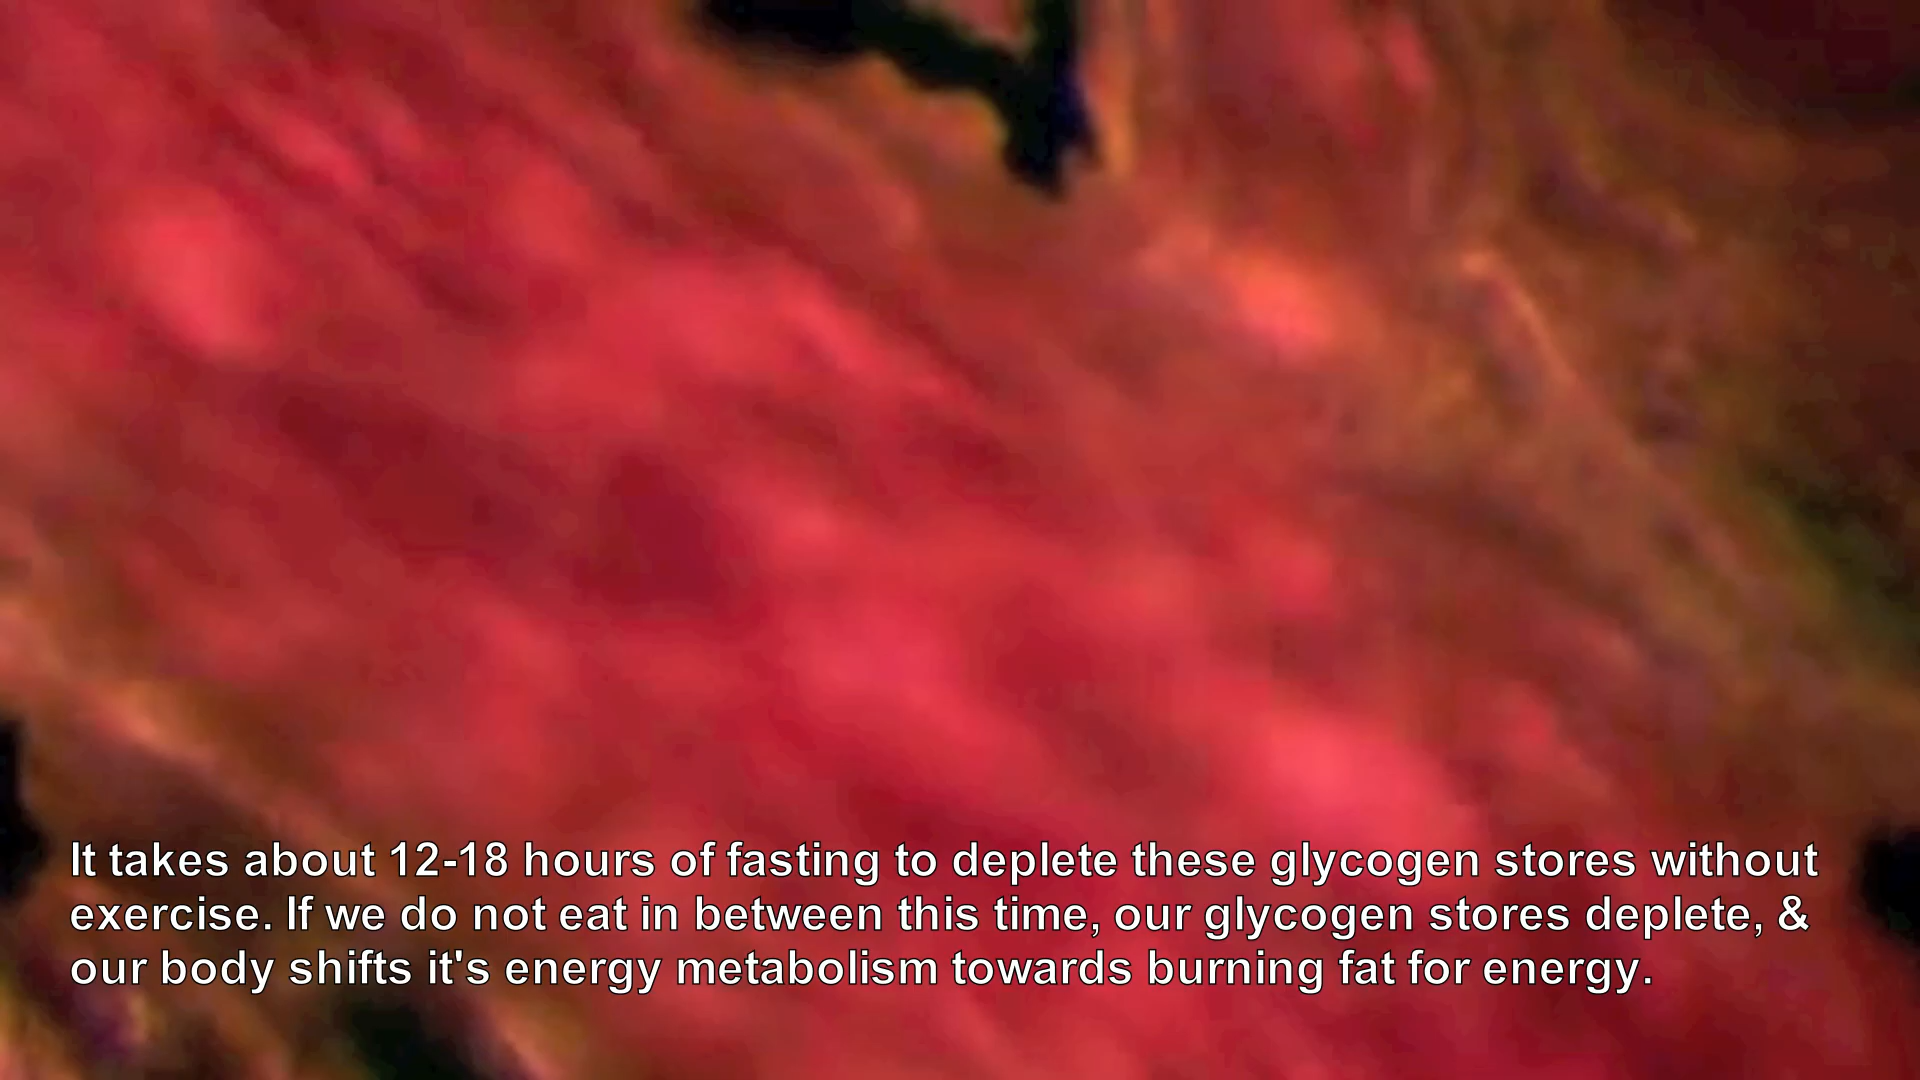 It takes about 12-18 hours of fasting to deplete these glycogen stores without
exercise. If we do not eat in between this time, our glycogen stores deplete, &
our body shifts it's energy metabolism towards burning fat for energy.